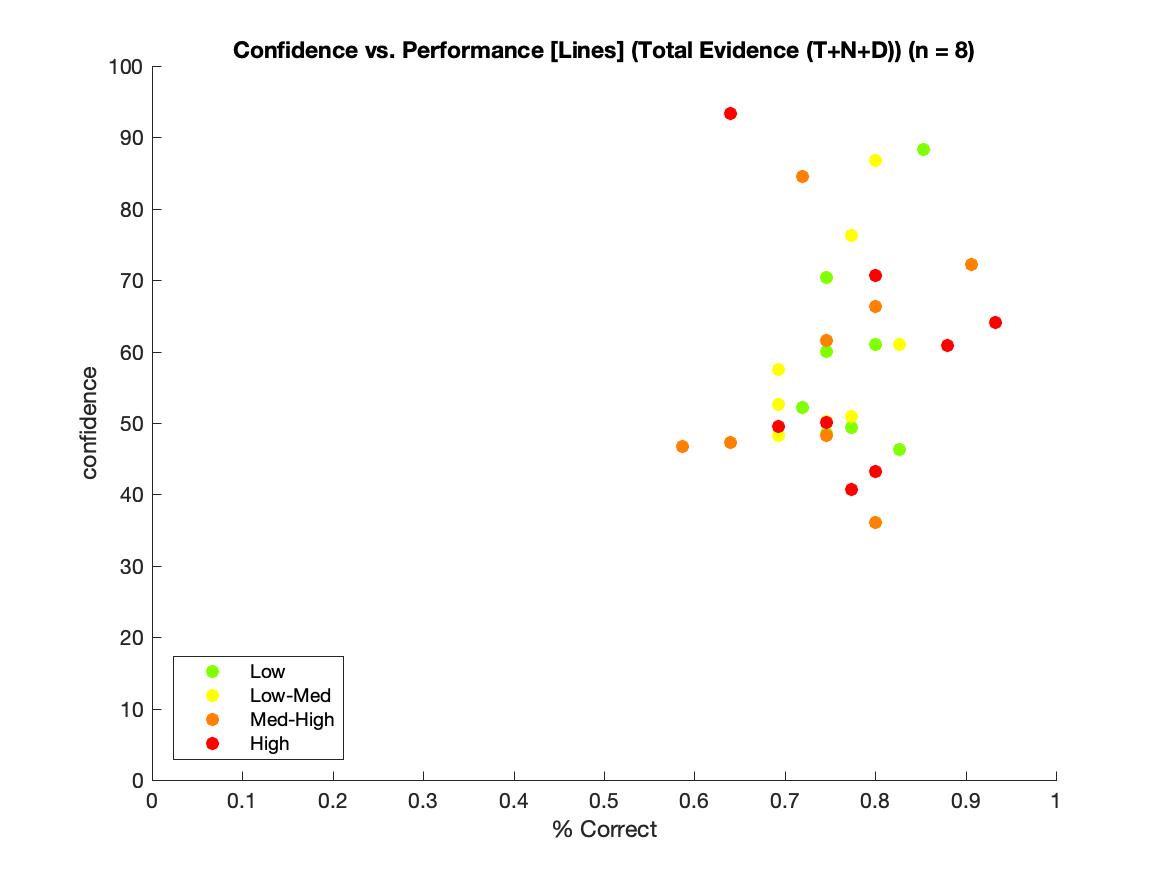 Confidence vs. Performance [Lines] (Total Evidence (T+N+D)) (n = 8)
100
90
80
70
60
50
40
30
20
10
0
confidence
Low
Low-Med
Med-High
High
0 0.1 0.2 0.3 0.4 0.5 0.6 0.7 0.8 0.9 1
% Correct